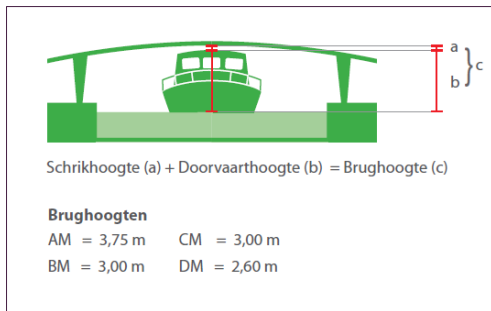 a
b
c
Schrikhoogte (a) + Doorvaarthoogte (b) = Brughoogte (c)
Brughoogten
AM = 3,75 m CM = 3,00 m
BM = 3,00 m DM = 2,60 m